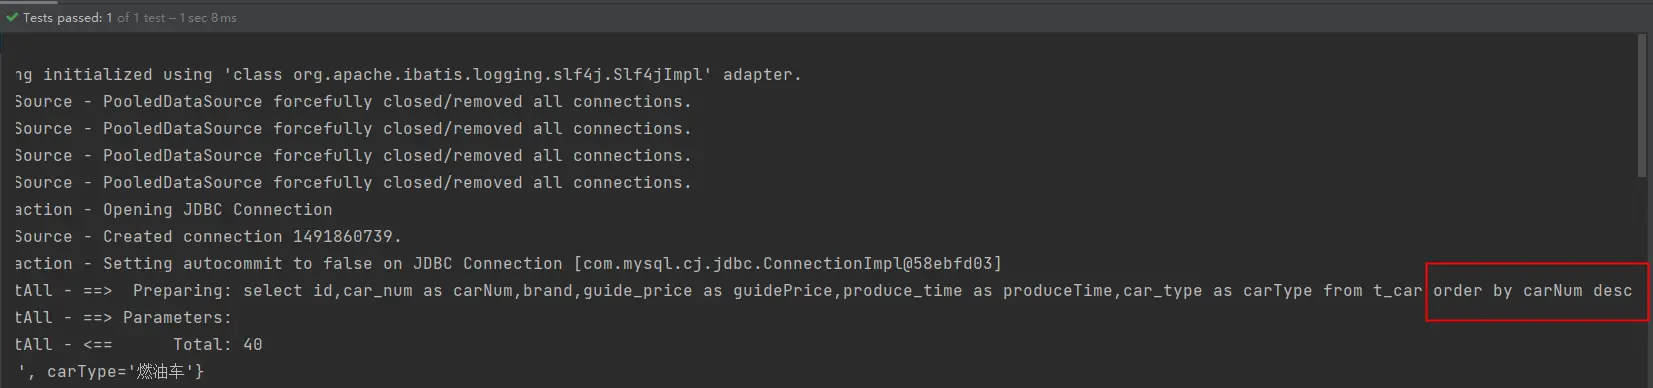 Tests passed: 1 of 1 test – 1 sec 8 ms
ng initialized using 'class org.apache.ibatis.logging.slf4j.Slf4jImpl' adapter.
Source - PooledDataSource forcefully closed/removed all connections.
Source - PooledDataSource forcefully closed/removed all connections.
Source - PooledDataSource forcefully closed/removed all connections.
Source - PooledDataSource forcefully closed/removed all connections.
action - Opening JDBC Connection
Source - Created connection 1491860739.
action - Setting autocommit to false on JDBC Connection [com.mysql.cj.jdbc.ConnectionImpl@58ebfd03]
tAll - ==>  Preparing: select id,car_num as carNum,brand,guide_price as guidePrice,produce_time as produceTime,car_type as carType from t_car order by carNum desc
tAll - ==> Parameters:
tAll - <==      Total: 40
', carType='燃油车'}